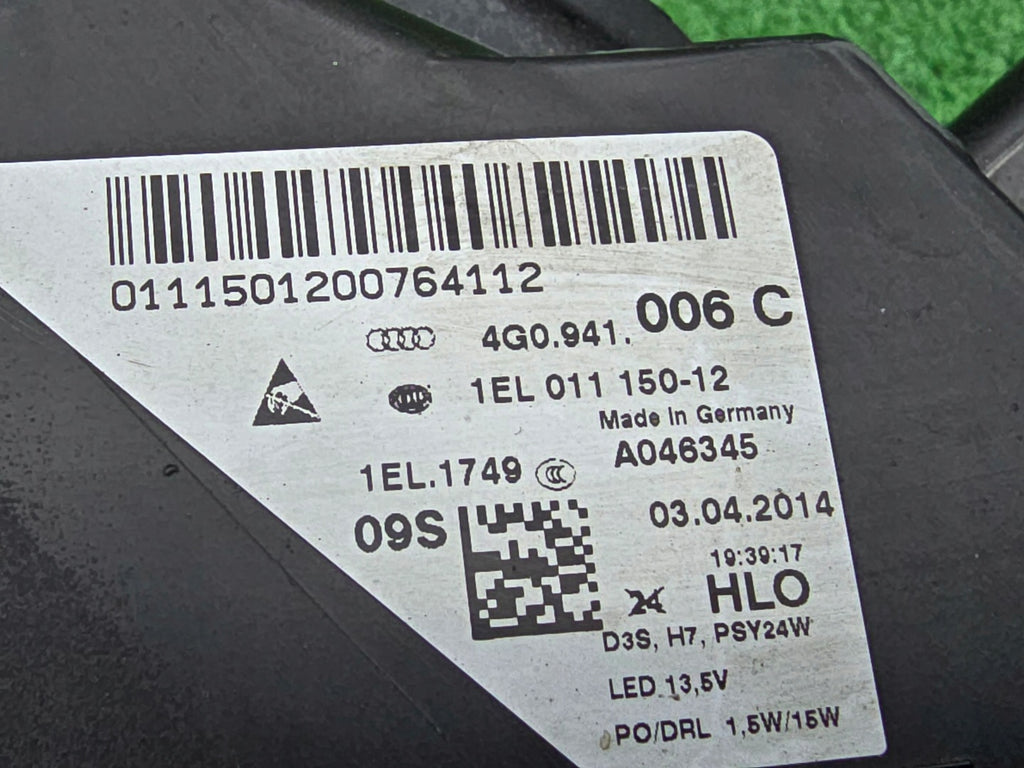 0111501200764112
4G0.941. 006 C
1EL 011 150-12
Made in Germany
A046345
1EL.1749 CCC
09S
03.04.2014
19:39:17
24 HLO
D3S, H7, PSY24W
LED 13,5V
PO/DRL 1,5W/15W